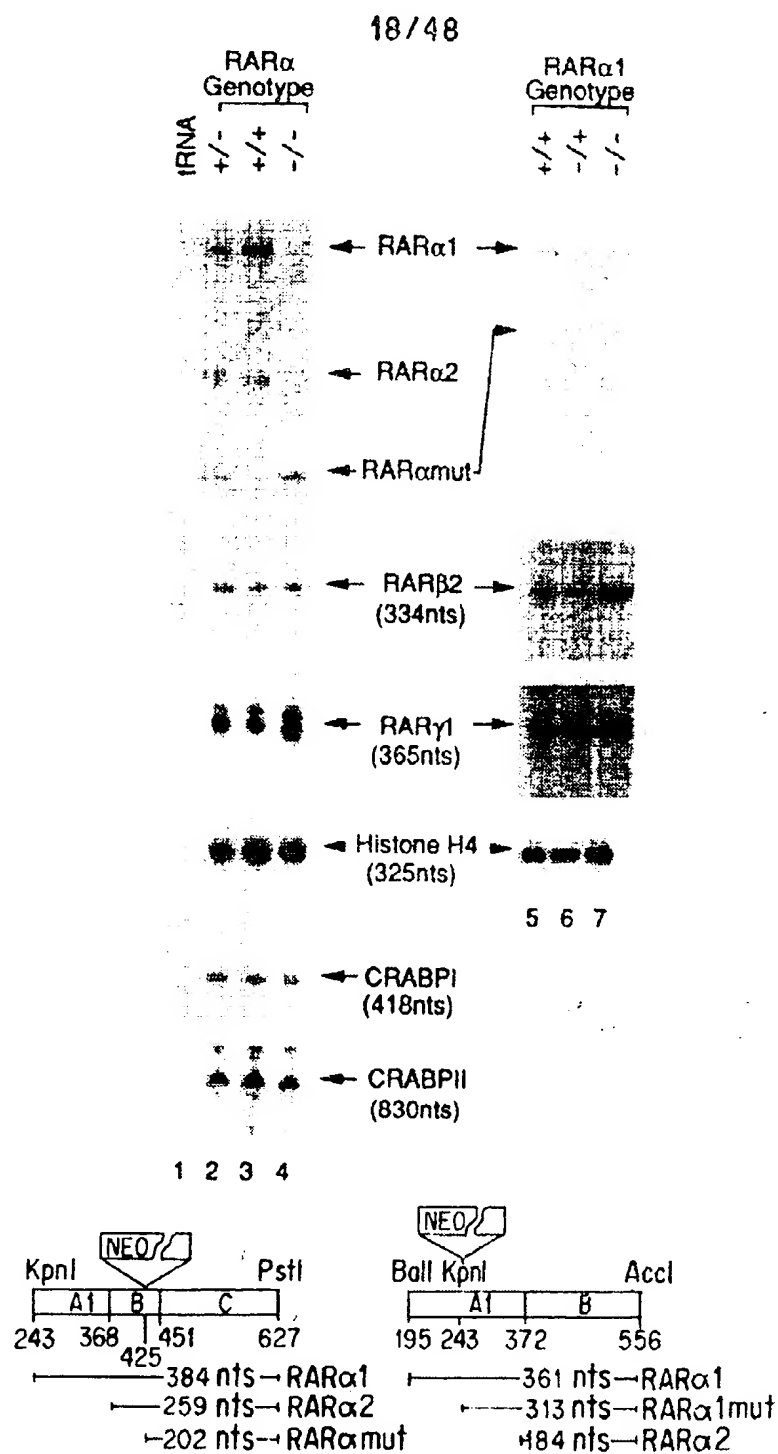 18/48
RARα
Genotype
RARα1
Genotype
tRNA
+/-
+/+
-/-
+/+
-/+
-/-
RARα1
RARα2
RARαmut
RARβ2
(334nts)
RARγ1
(365nts)
Histone H4
(325nts)
5 6 7
CRABPI
(418nts)
CRABPII
(830nts)
1 2 3 4
NEO
KpnI PstI
A1 B C
243 368 451 627
425
384 nts RARα1
259 nts RARα2
202 nts RARαmut
NEO
BalI KpnI AccI
A1 B
195 243 372 556
361 nts RARα1
313 nts RARα1mut
184 nts RARα2